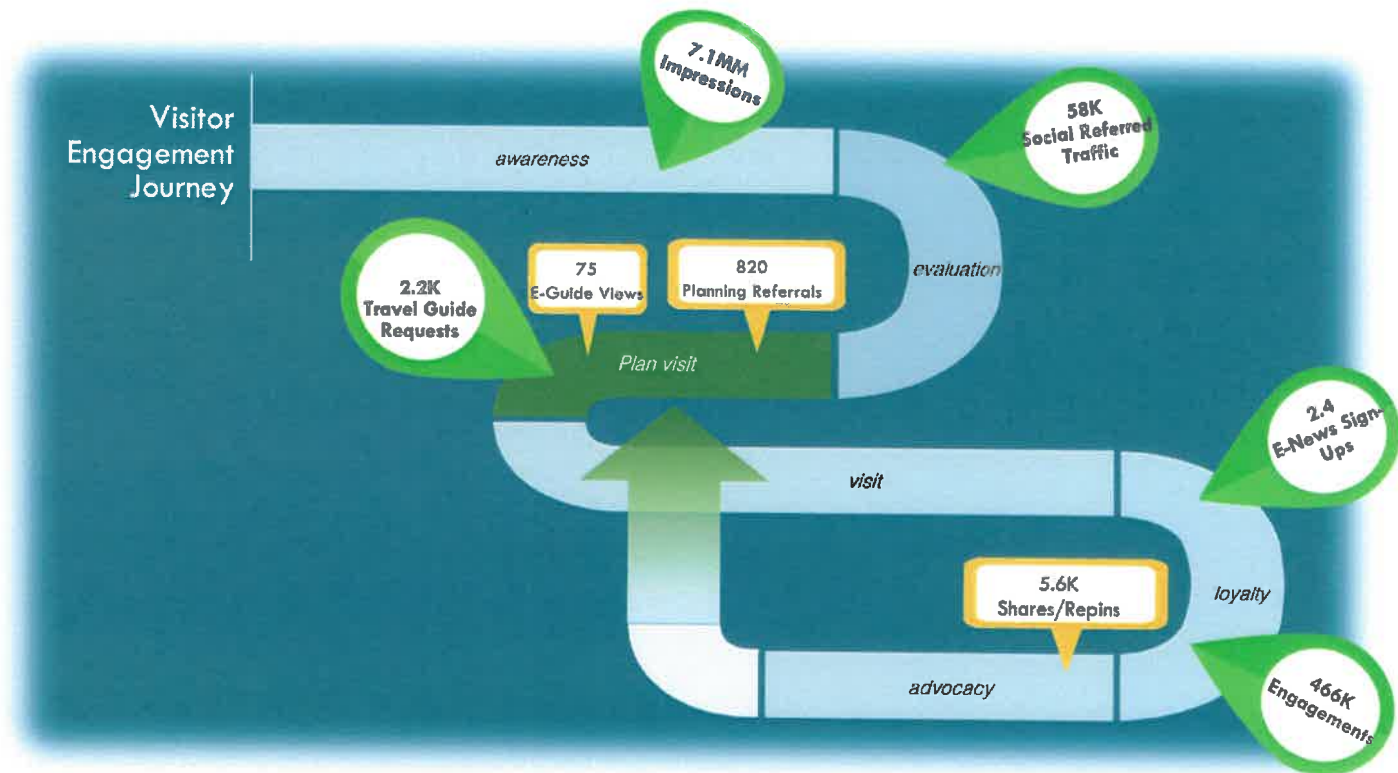 Visitor
Engagement
Journey
7.1MM
Impressions
58K
Social Referred
Traffic
awareness
evaluation
2.2K
Travel Guide
Requests
75
E-Guide Views
820
Planning Referrals
Plan visit
2.4
E-News Sign-
Ups
visit
5.6K
Shares/Repins
loyalty
advocacy
466K
Engagements